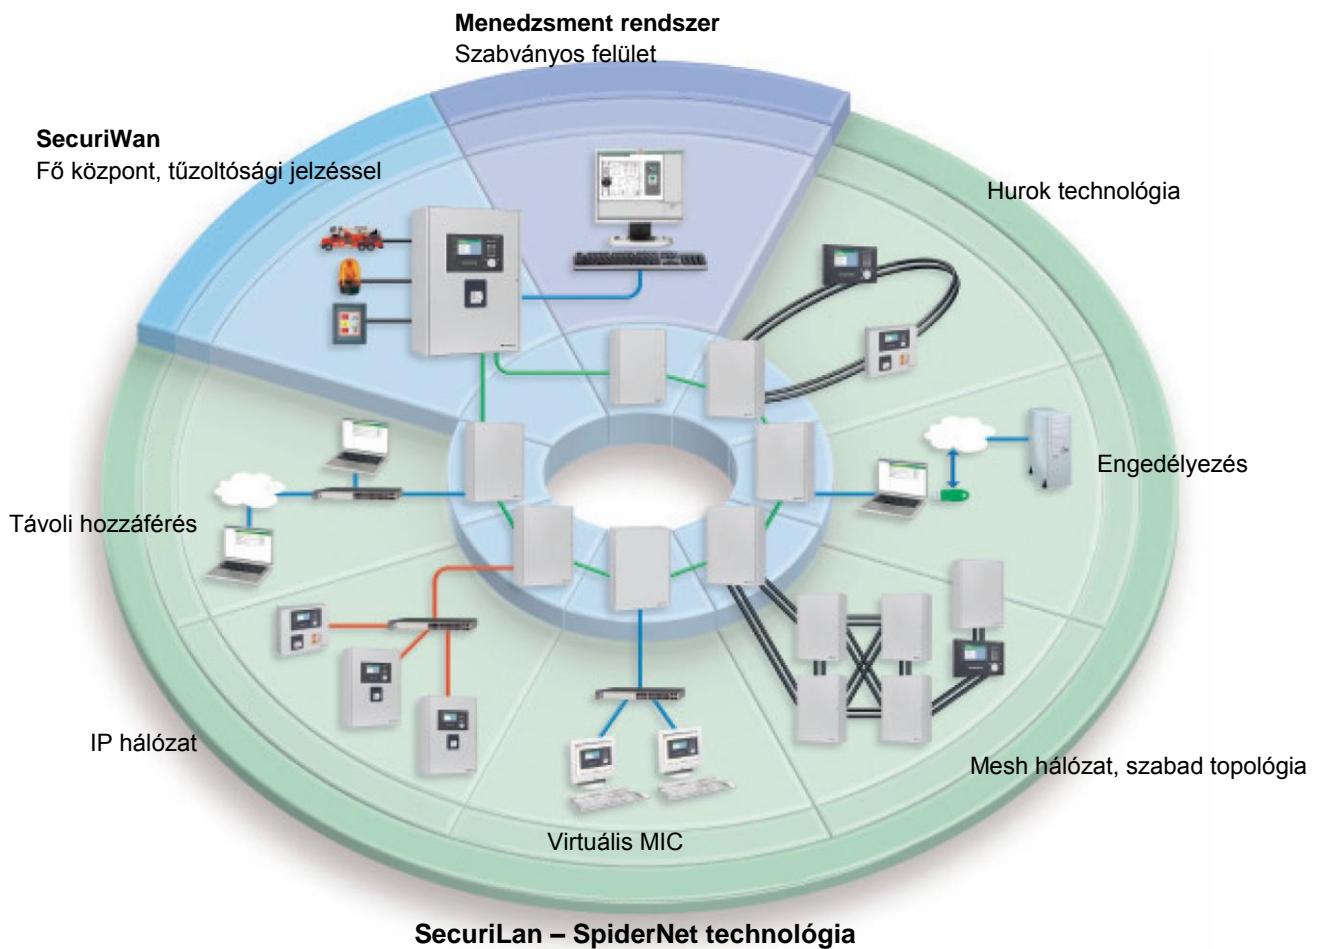 Menedzsment rendszer
Szabványos felület
SecuriWan
Fő központ, tűzoltósági jelzéssel
Hurok technológia
Engedélyezés
Távoli hozzáférés
IP hálózat
Mesh hálózat, szabad topológia
Virtuális MIC
SecuriLan – SpiderNet technológia